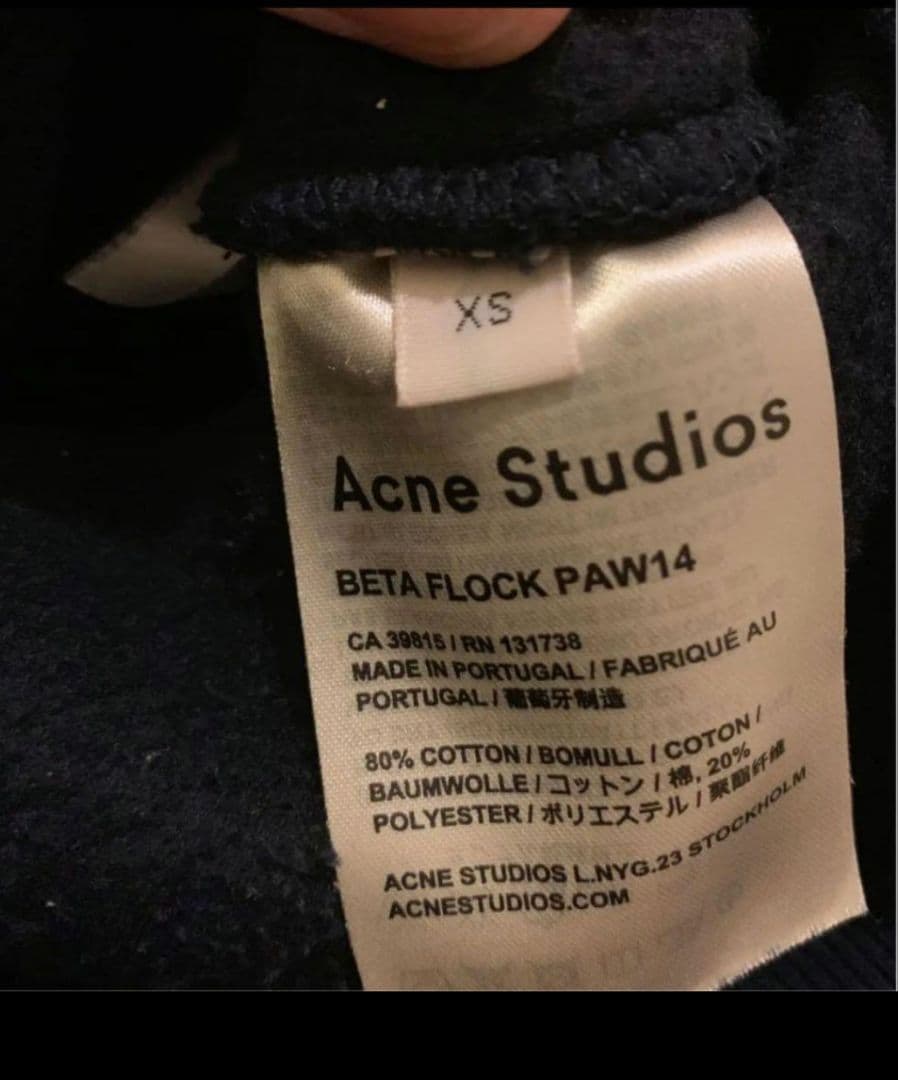 XS
Acne Studios
BETA FLOCK PAW14
CA 39815 / RN 131738
MADE IN PORTUGAL / FABRIQUÉ AU
PORTUGAL / 葡萄牙制造
80% COTTON / BOMULL / COTON /
BAUMWOLLE / コットン / 棉, 20%
POLYESTER / ポリエステル / 聚酯纤维
ACNE STUDIOS L.NYG.23 STOCKHOLM
ACNESTUDIOS.COM